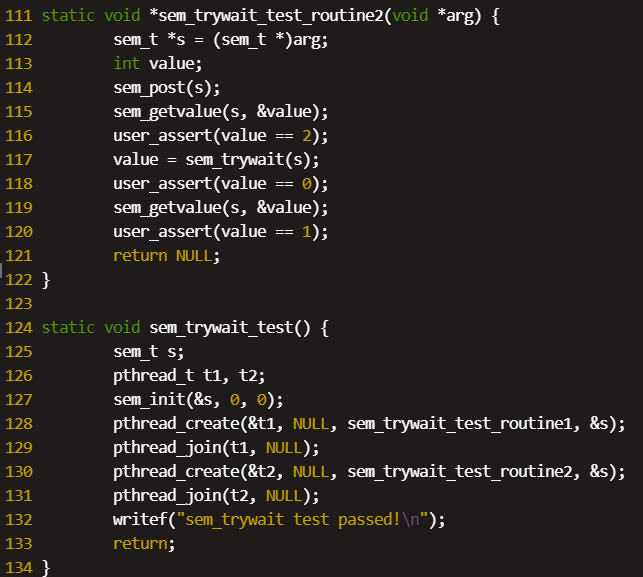 111 static void *sem_trywait_test_routine2(void *arg) {
112         sem_t *s = (sem_t *)arg;
113         int value;
114         sem_post(s);
115         sem_getvalue(s, &value);
116         user_assert(value == 2);
117         value = sem_trywait(s);
118         user_assert(value == 0);
119         sem_getvalue(s, &value);
120         user_assert(value == 1);
121         return NULL;
122 }
123
124 static void sem_trywait_test() {
125         sem_t s;
126         pthread_t t1, t2;
127         sem_init(&s, 0, 0);
128         pthread_create(&t1, NULL, sem_trywait_test_routine1, &s);
129         pthread_join(t1, NULL);
130         pthread_create(&t2, NULL, sem_trywait_test_routine2, &s);
131         pthread_join(t2, NULL);
132         writef("sem_trywait test passed!\n");
133         return;
134 }